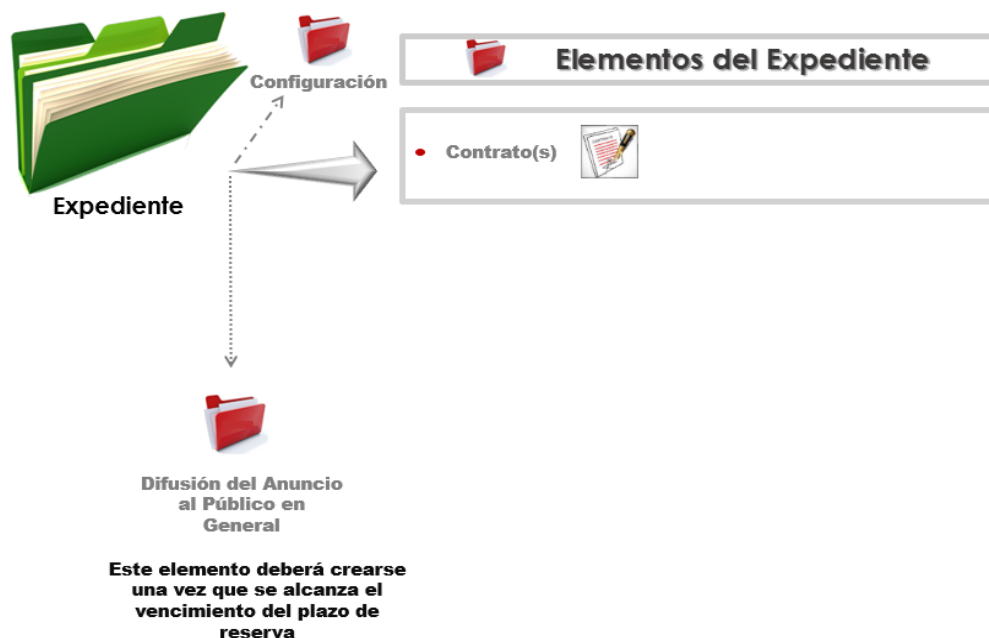 Configuración
Elementos del Expediente
• Contrato(s)
Expediente
Difusión del Anuncio
al Público en
General
Este elemento deberá crearse
una vez que se alcanza el
vencimiento del plazo de
reserva